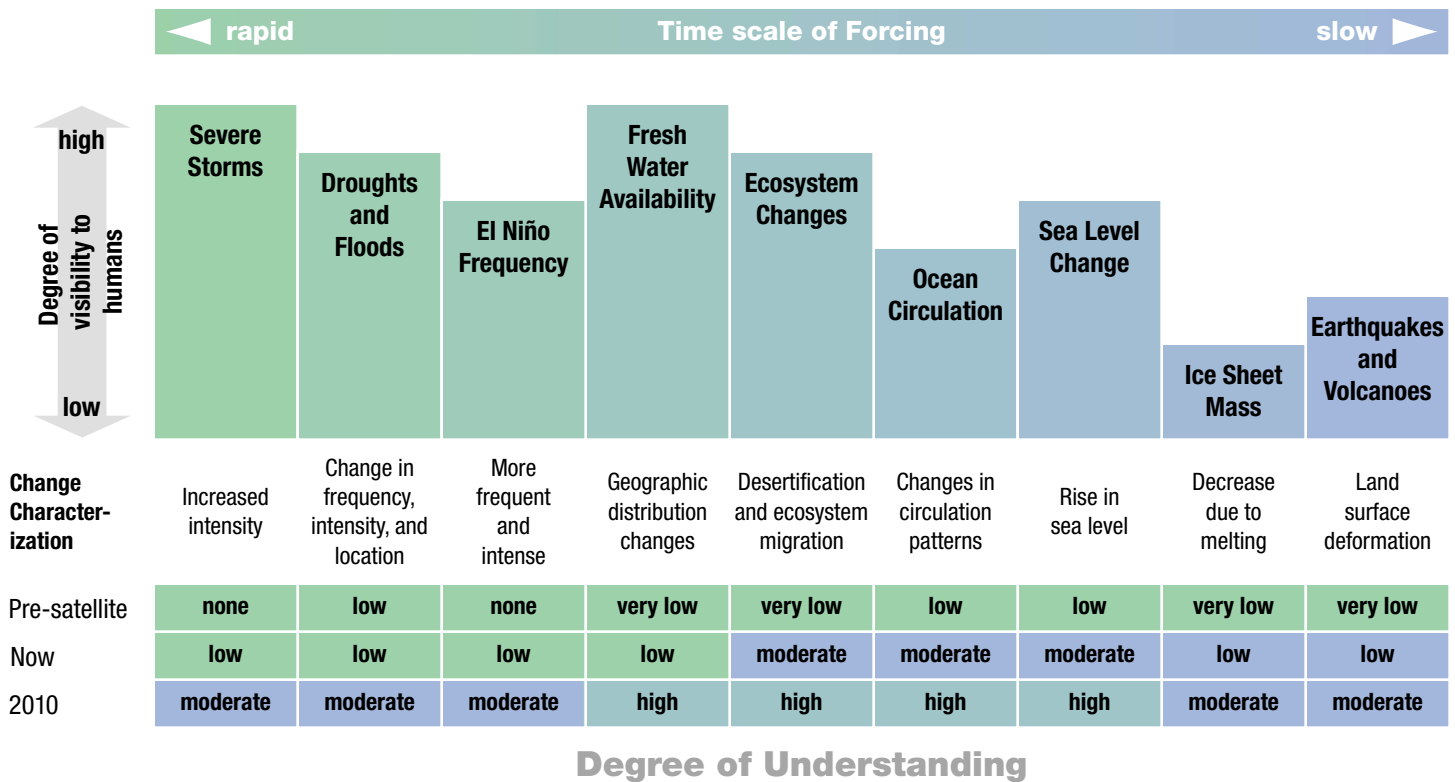 rapid Time scale of Forcing slow
high
Degree of
visibility to
humans
low
Severe
Storms
Droughts
and
Floods
El Niño
Frequency
Fresh
Water
Availability
Ecosystem
Changes
Ocean
Circulation
Sea Level
Change
Ice Sheet
Mass
Earthquakes
and
Volcanoes
Change
Character-
ization
Increased
intensity
Change in
frequency,
intensity, and
location
More
frequent
and
intense
Geographic
distribution
changes
Desertification
and ecosystem
migration
Changes in
circulation
patterns
Rise in
sea level
Decrease
due to
melting
Land
surface
deformation
Pre-satellite none low none very low very low low low very low very low
Now low low low low moderate moderate moderate low low
2010 moderate moderate moderate high high high high moderate moderate
Degree of Understanding